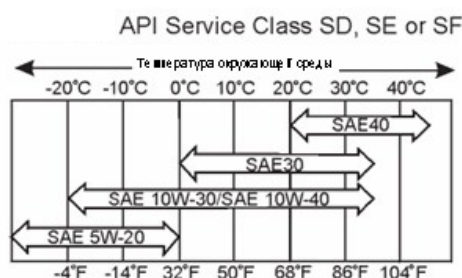 API Service Class SD, SE or SF
Температура окружающей среды
-20°C -10°C 0°C 10°C 20°C 30°C 40°C
SAE40
SAE30
SAE 10W-30/SAE 10W-40
SAE 5W-20
-4°F -14°F 32°F 50°F 68°F 86°F 104°F